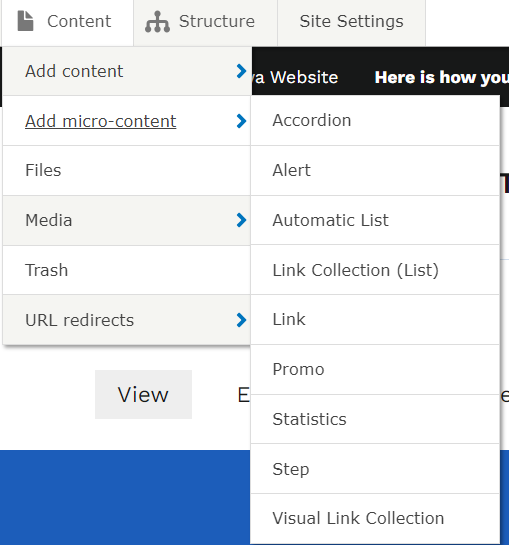 Content Structure Site Settings
Add content
Website Here is how you
Add micro-content
Files
Media
Trash
URL redirects
Accordion
Alert
Automatic List
Link Collection (List)
Link
Promo
Statistics
Step
Visual Link Collection
View